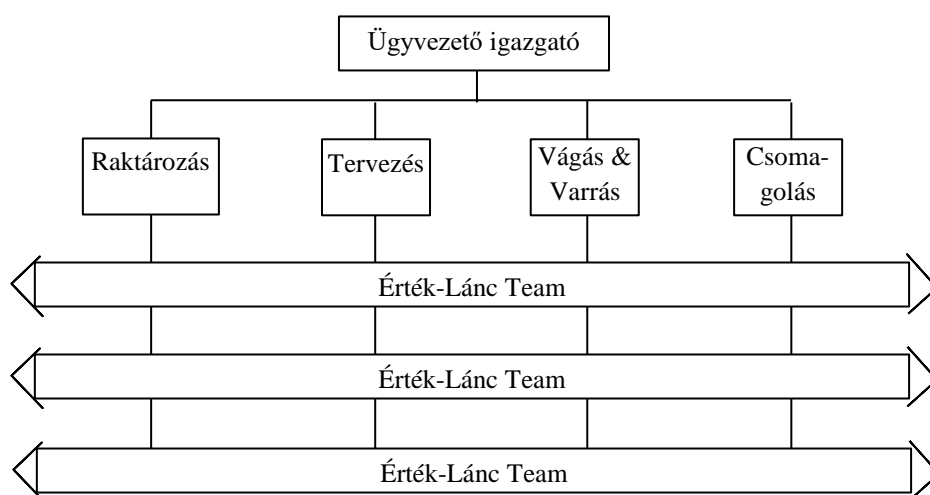 Ügyvezető igazgató
Raktározás
Tervezés
Vágás &
Varrás
Csoma-
golás
Érték-Lánc Team
Érték-Lánc Team
Érték-Lánc Team